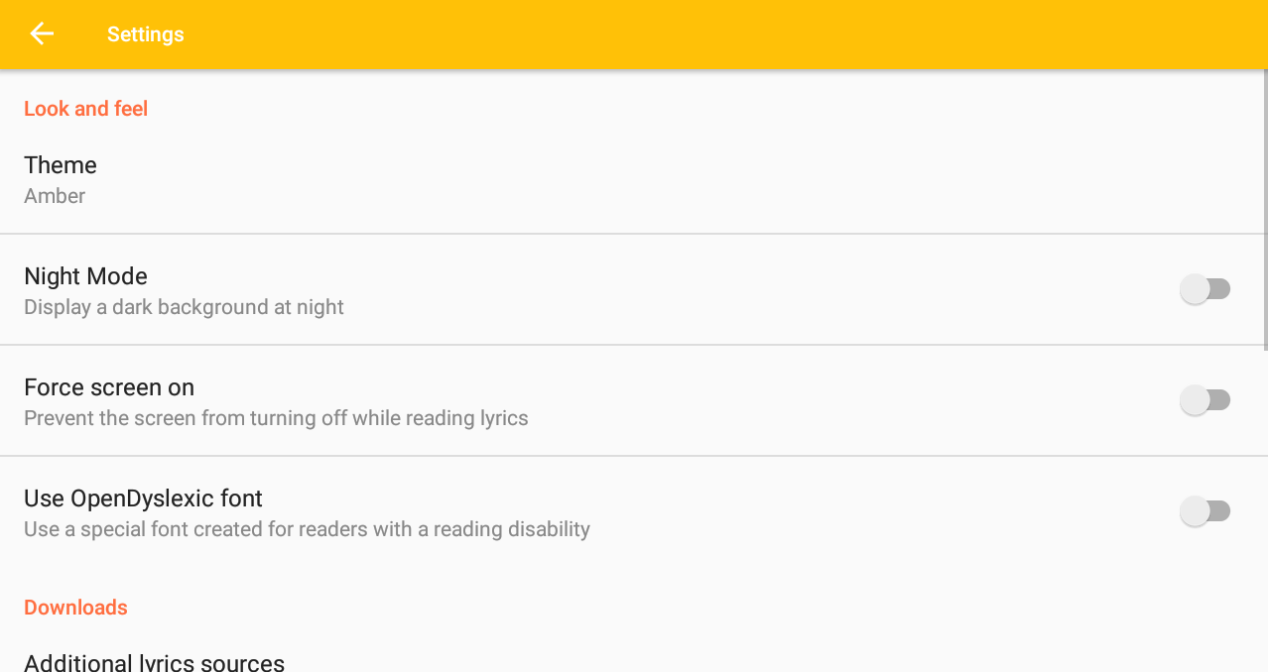 Settings
Look and feel
Theme
Amber
Night Mode
Display a dark background at night
Force screen on
Prevent the screen from turning off while reading lyrics
Use OpenDyslexic font
Use a special font created for readers with a reading disability
Downloads
Additional lyrics sources